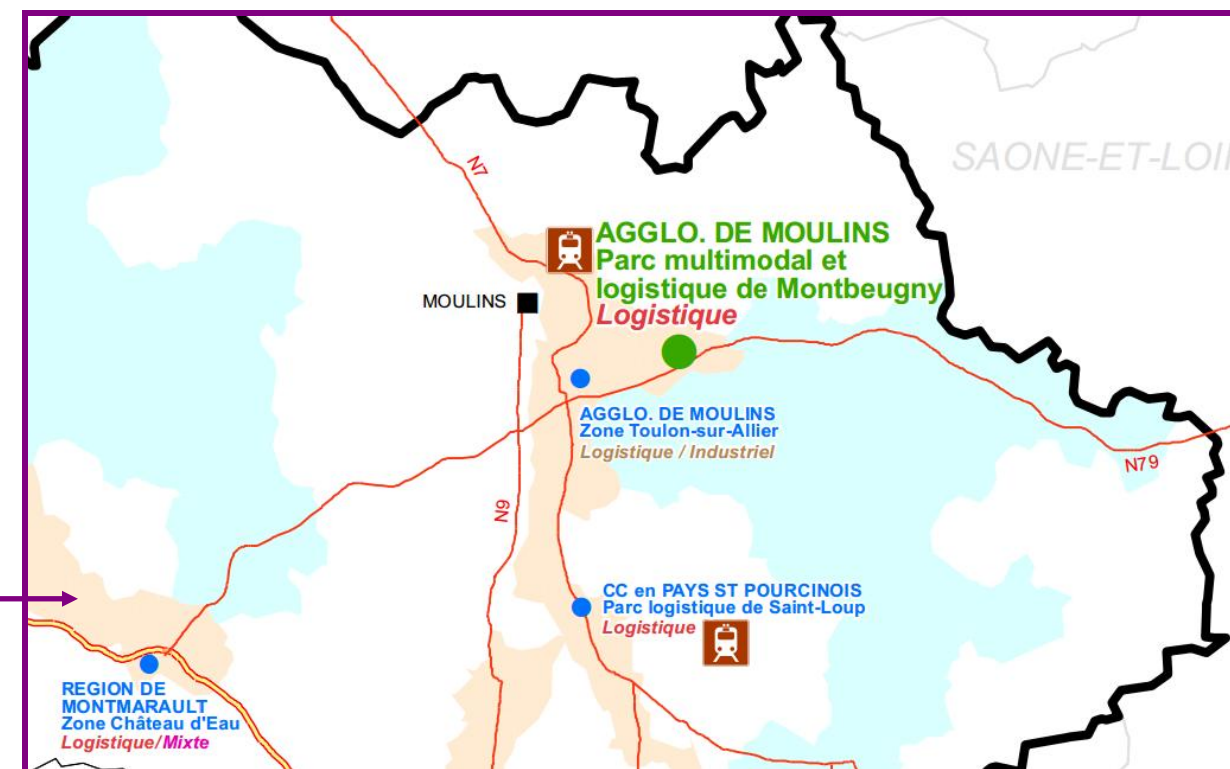 SAONE-ET-LOI
N7
AGGLO. DE MOULINS
Parc multimodal et
logistique de Montbeugny
Logistique
MOULINS
AGGLO. DE MOULINS
Zone Toulon-sur-Allier
Logistique / Industriel
N79
N9
CC en PAYS ST POURCINOIS
Parc logistique de Saint-Loup
Logistique
REGION DE
MONTMARAULT
Zone Château d'Eau
Logistique/Mixte